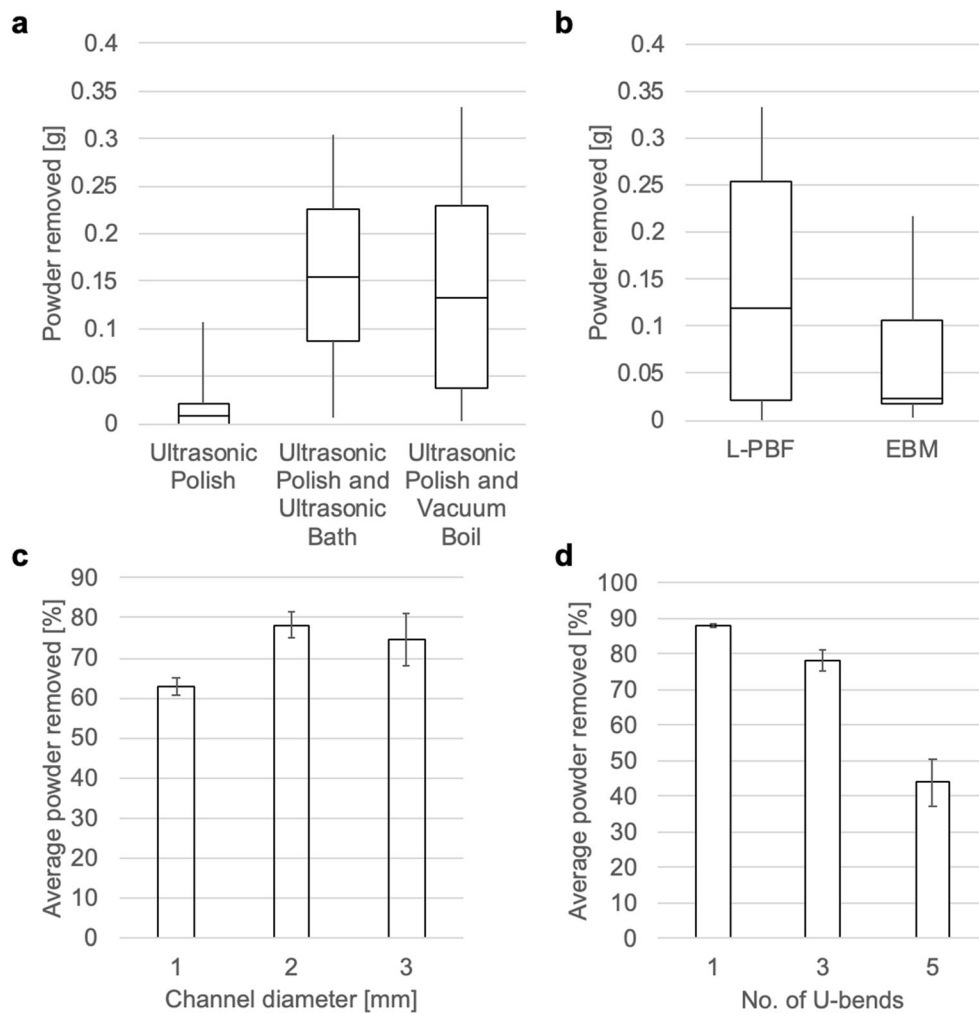 a
Powder removed [g]
0.4
0.35
0.3
0.25
0.2
0.15
0.1
0.05
0
Ultrasonic
Polish
Ultrasonic
Polish and
Ultrasonic
Bath
Ultrasonic
Polish and
Vacuum
Boil
b
Powder removed [g]
0.4
0.35
0.3
0.25
0.2
0.15
0.1
0.05
0
L-PBF
EBM
c
Average powder removed [%]
90
80
70
60
50
40
30
20
10
0
1 2 3
Channel diameter [mm]
d
Average powder removed [%]
100
90
80
70
60
50
40
30
20
10
0
1 3 5
No. of U-bends